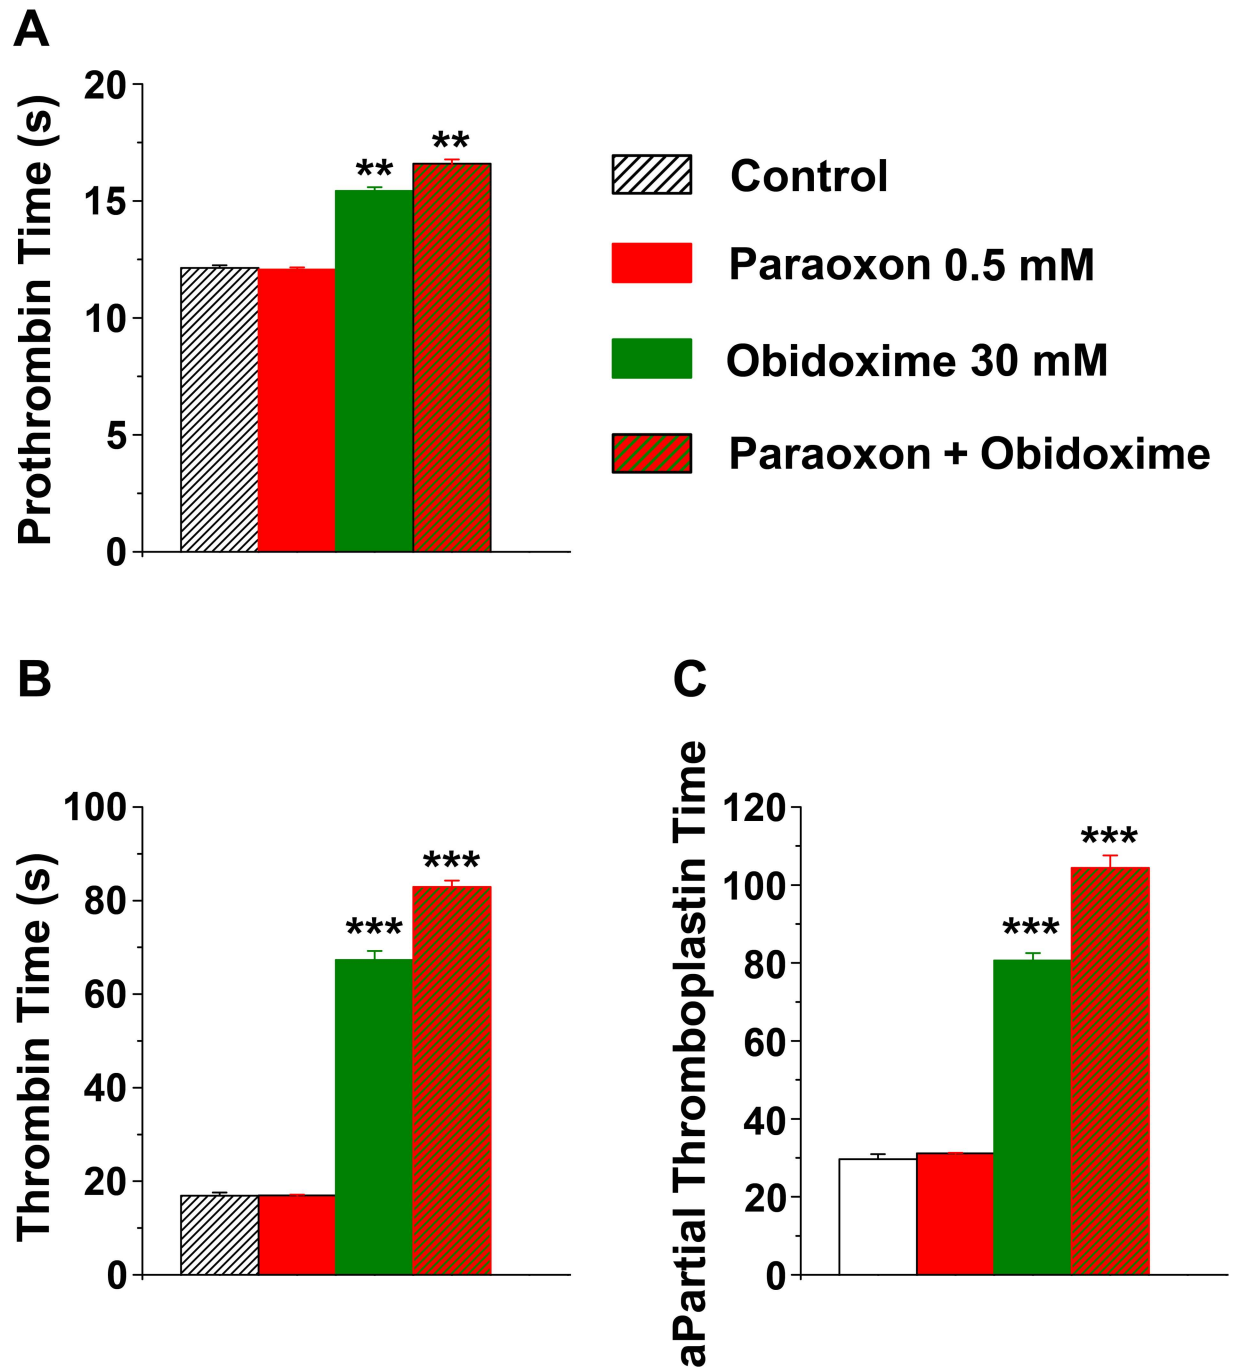 A
Prothrombin Time (s)
20
15
10
5
0
**
**
Control
Paraoxon 0.5 mM
Obidoxime 30 mM
Paraoxon + Obidoxime
B
Thrombin Time (s)
100
80
60
40
20
0
***
***
C
aPartial Thromboplastin Time
120
100
80
60
40
20
0
***
***